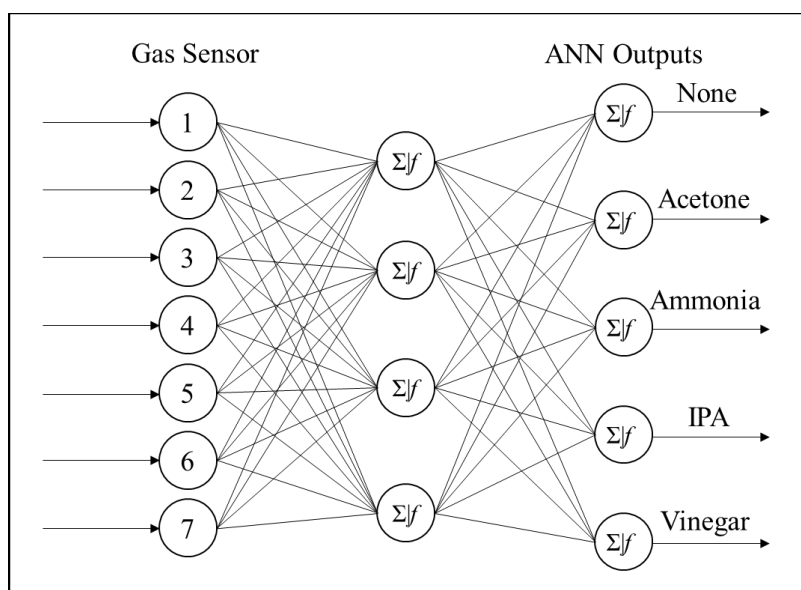 Gas Sensor
ANN Outputs
1
2
3
4
5
6
7
Σ|f
Σ|f
Σ|f
Σ|f
Σ|f
None
Σ|f
Acetone
Σ|f
Ammonia
Σ|f
IPA
Σ|f
Vinegar